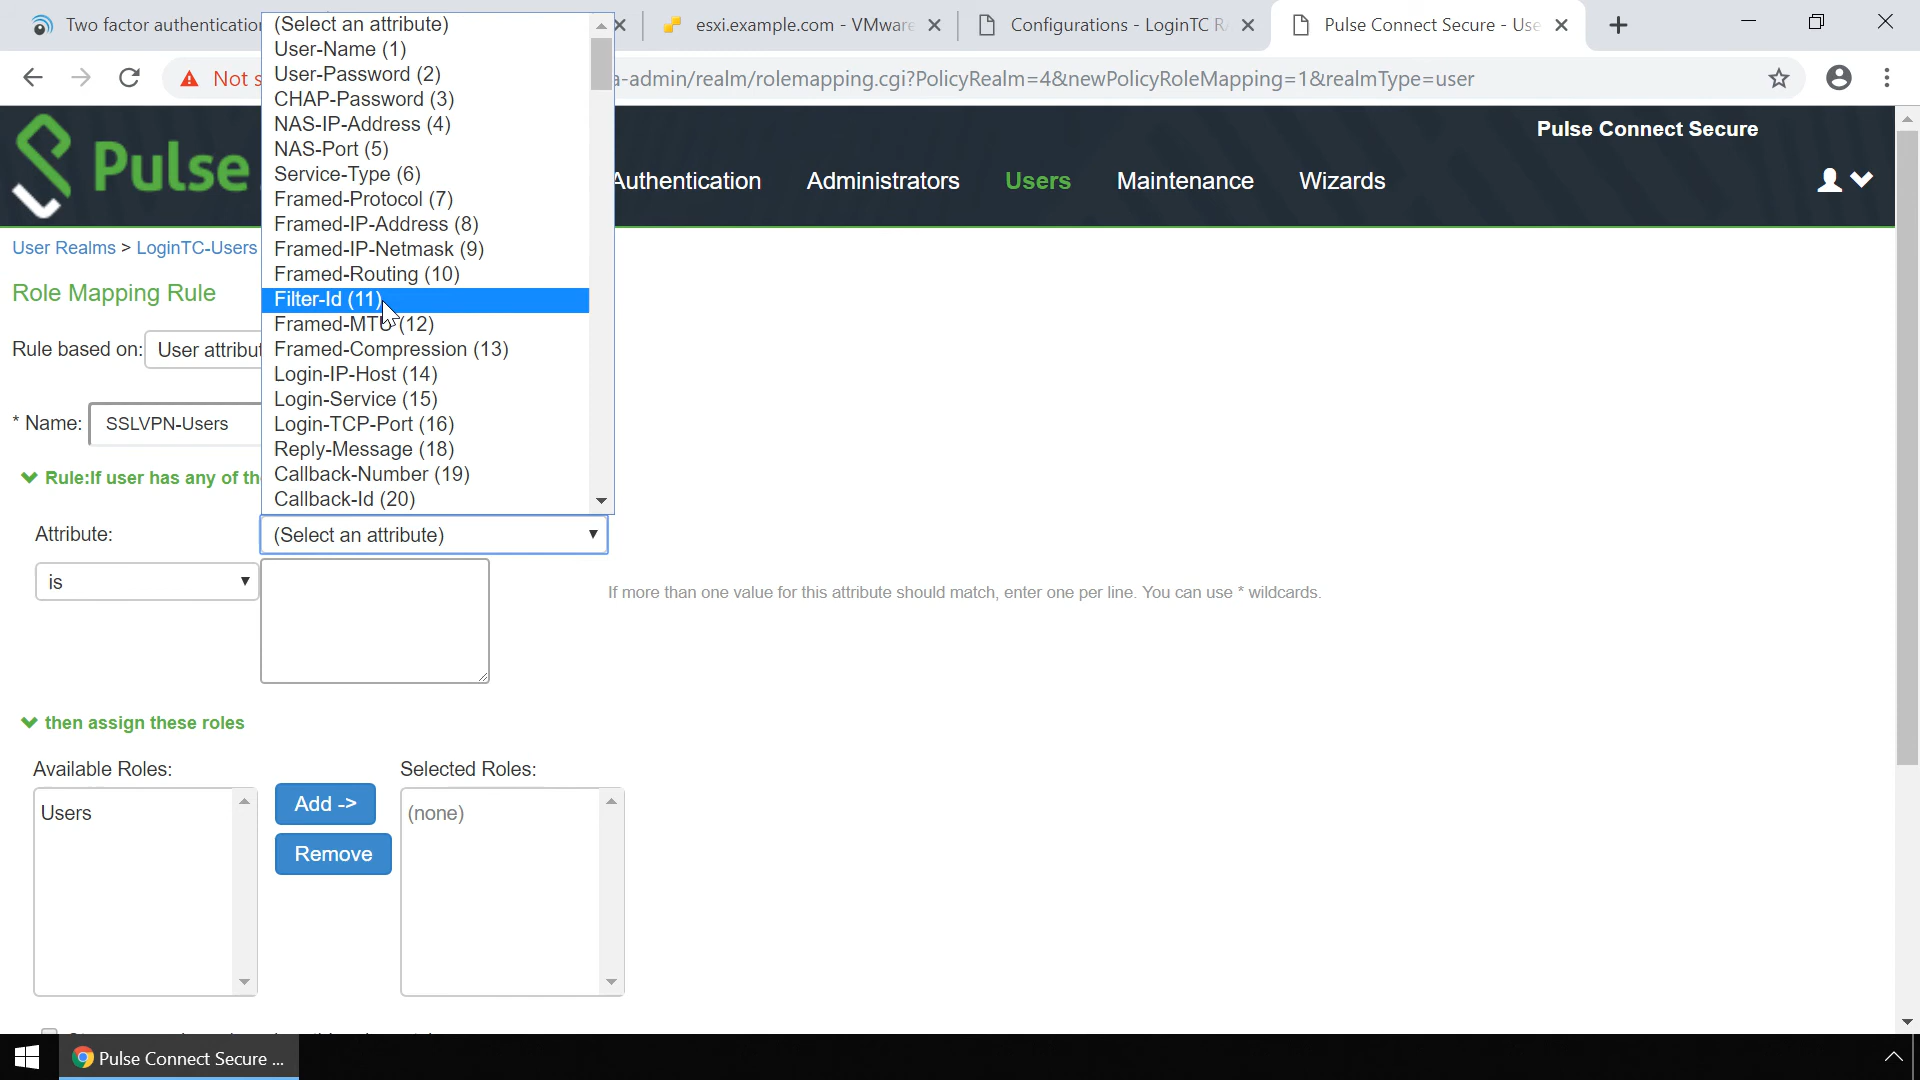 Two factor authentication
esxi.example.com - VMware
Configurations - LoginTC R
Pulse Connect Secure - Use
Not s
a-admin/realm/rolemapping.cgi?PolicyRealm=4&newPolicyRoleMapping=1&realmType=user
(Select an attribute)
User-Name (1)
User-Password (2)
CHAP-Password (3)
NAS-IP-Address (4)
NAS-Port (5)
Service-Type (6)
Framed-Protocol (7)
Framed-IP-Address (8)
Framed-IP-Netmask (9)
Framed-Routing (10)
Filter-Id (11)
Framed-MTU (12)
Framed-Compression (13)
Login-IP-Host (14)
Login-Service (15)
Login-TCP-Port (16)
Reply-Message (18)
Callback-Number (19)
Callback-Id (20)
Pulse
Pulse Connect Secure
Authentication Administrators Users Maintenance Wizards
User Realms > LoginTC-Users
Role Mapping Rule
Rule based on: User attribut
* Name: SSLVPN-Users
Rule:If user has any of th
Attribute: (Select an attribute)
is
If more than one value for this attribute should match, enter one per line. You can use * wildcards.
then assign these roles
Available Roles:
Selected Roles:
Users
Add ->
(none)
Remove
Pulse Connect Secure ...